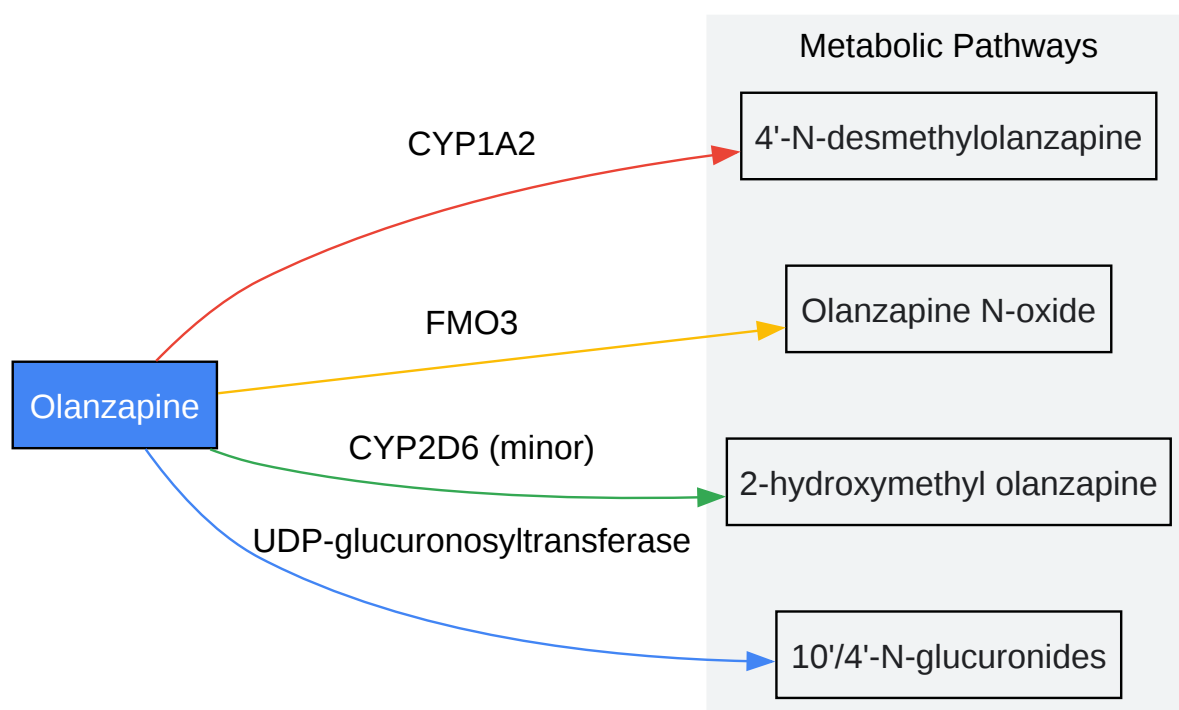 Metabolic Pathways
CYP1A2
4'-N-desmethylolanzapine
FMO3
Olanzapine N-oxide
Olanzapine
CYP2D6 (minor)
2-hydroxymethyl olanzapine
UDP-glucuronosyltransferase
10'/4'-N-glucuronides